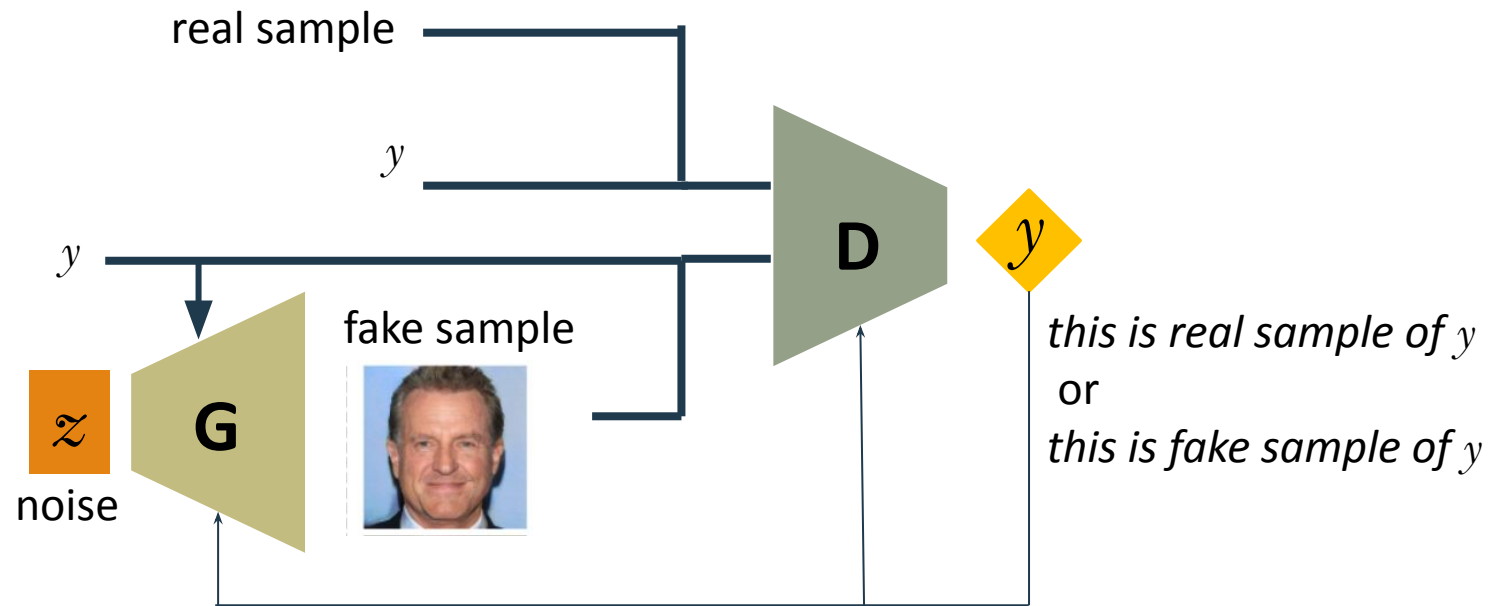 real sample
y
y
D
y
fake sample
this is real sample of y
or
z
G
this is fake sample of y
noise